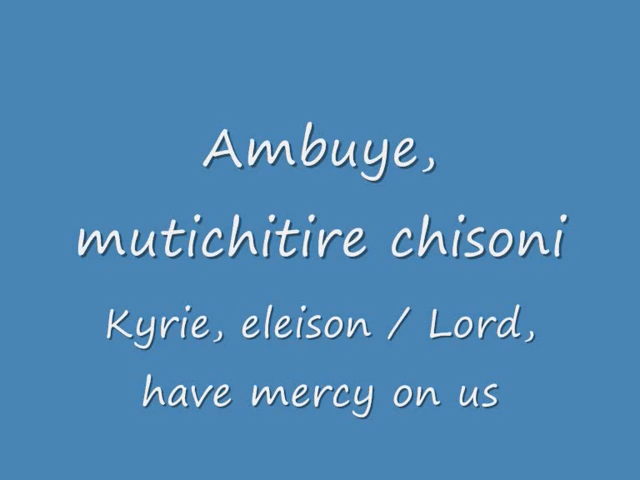 Ambuye,
mutichitire chisoni
Kyrie, eleison / Lord,
have mercy on us